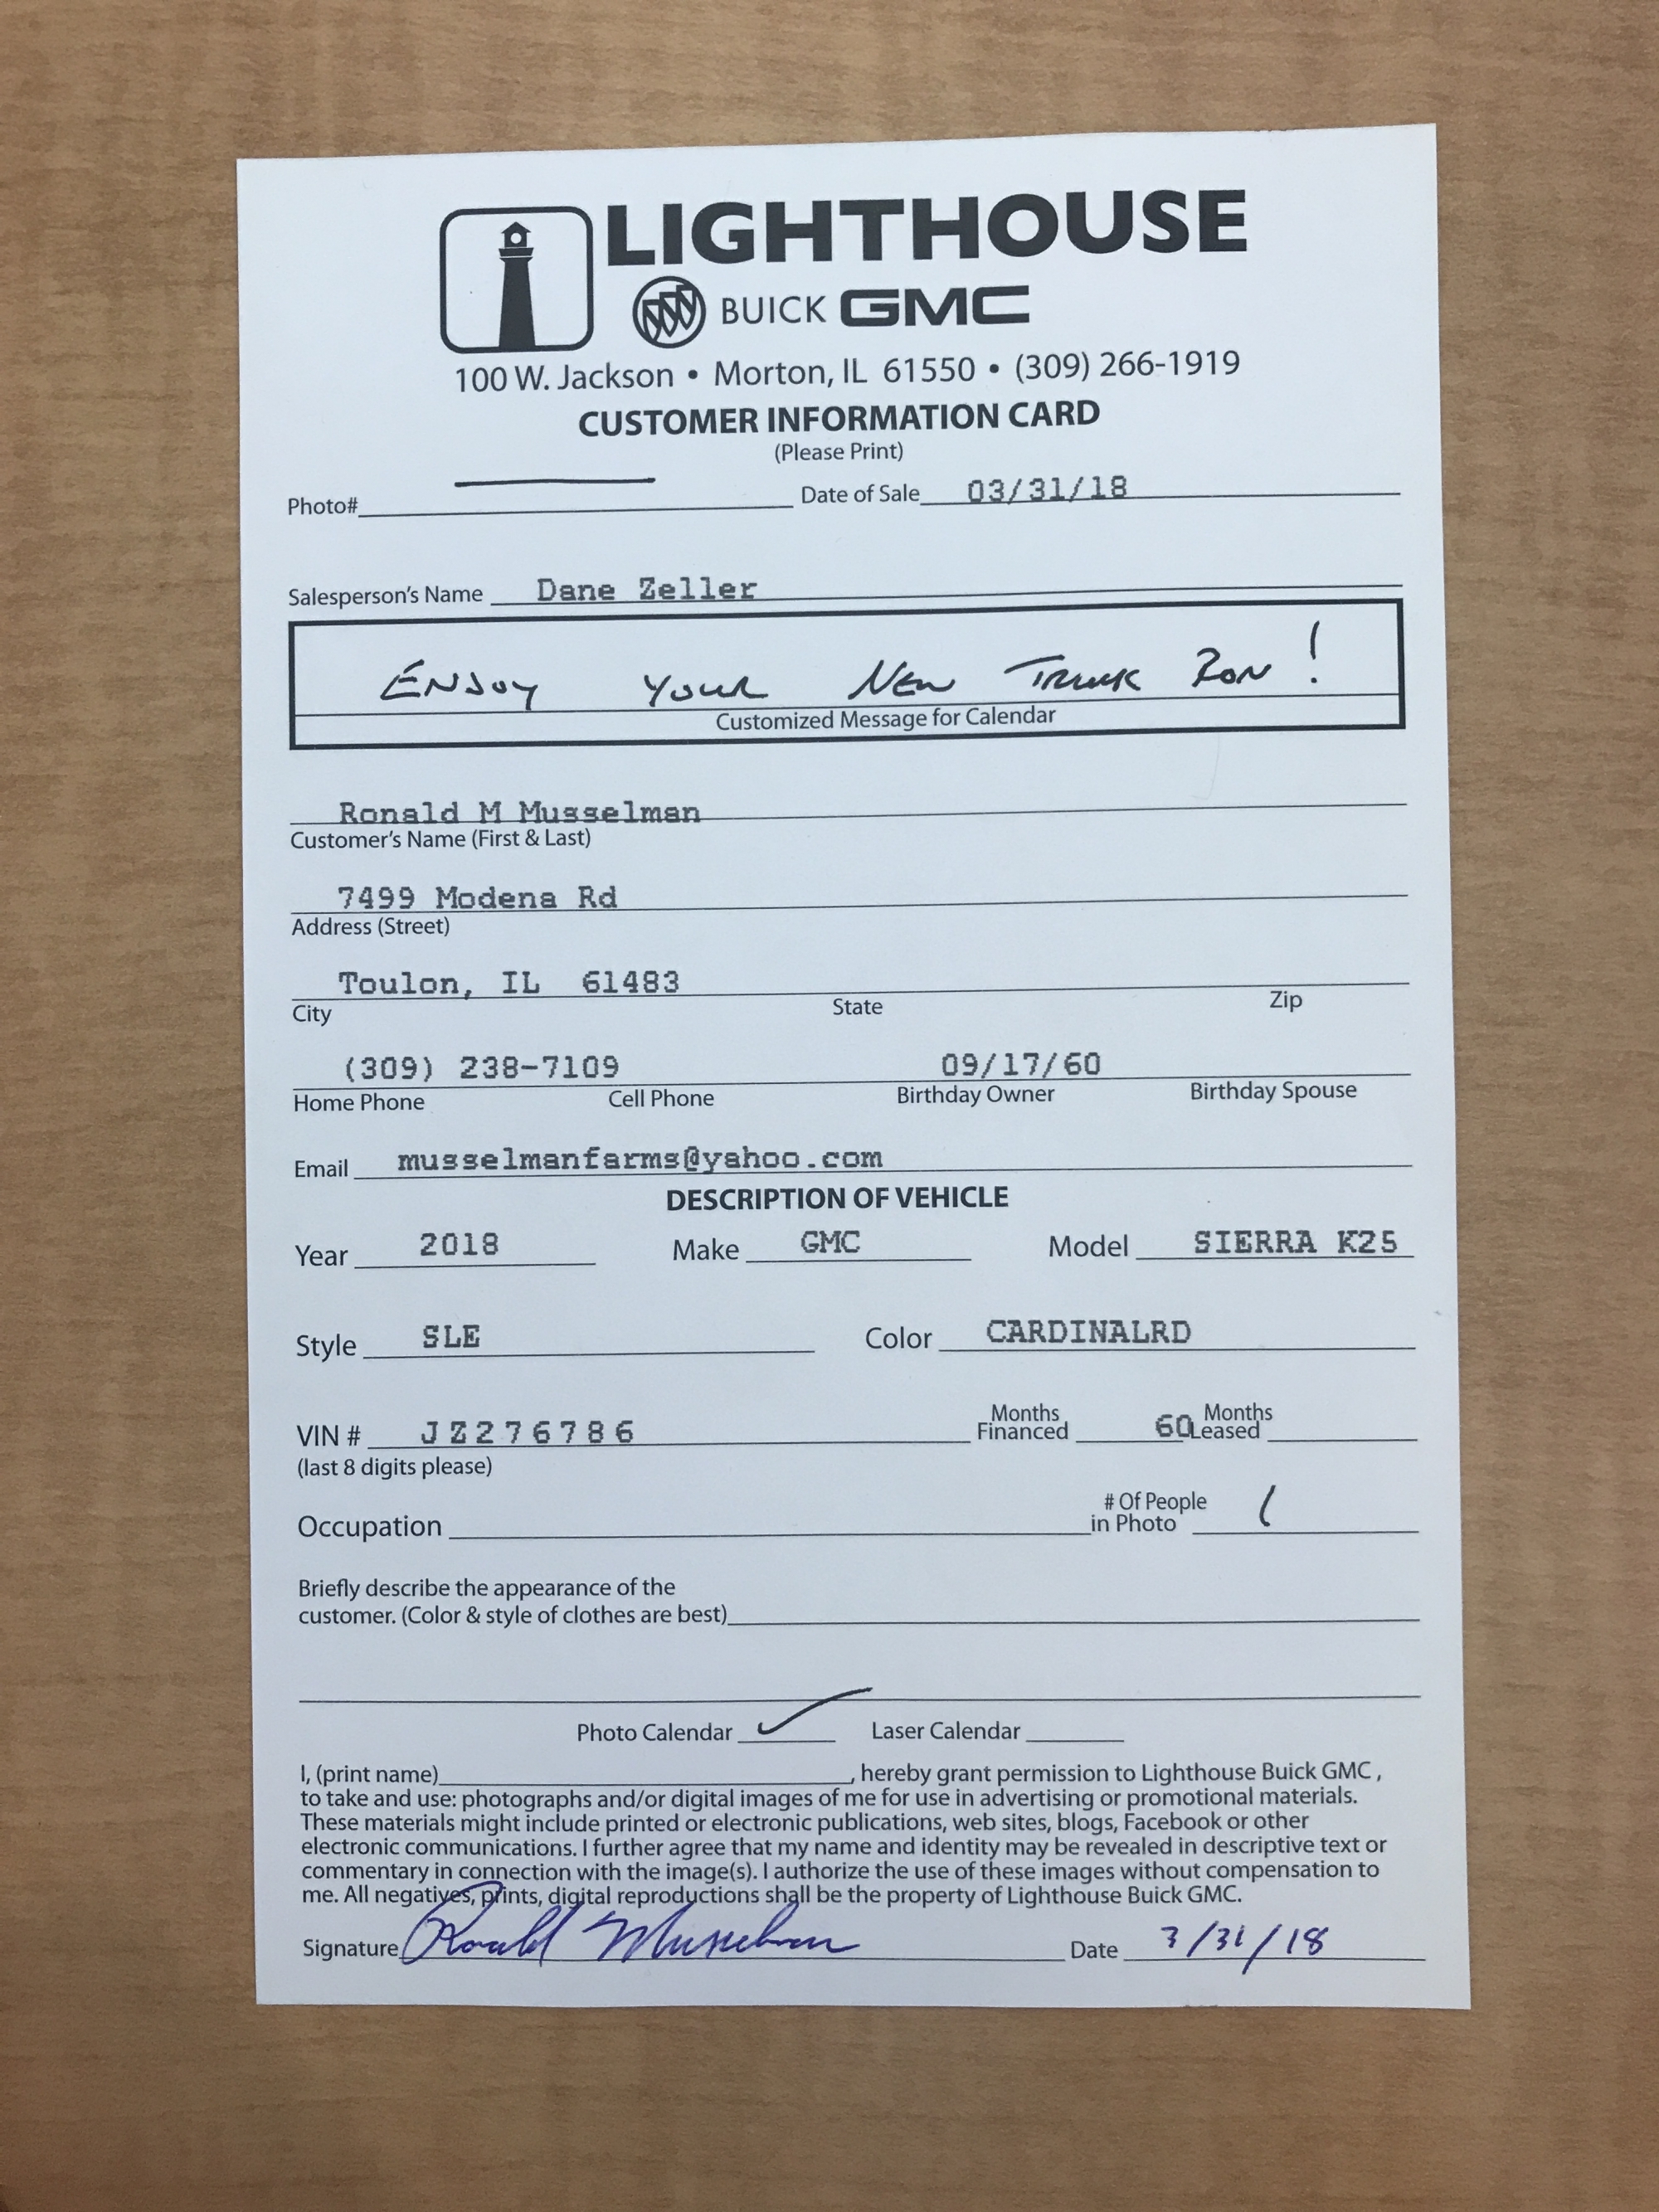 LIGHTHOUSE
BUICK GMC
100 W. Jackson • Morton, IL 61550 • (309) 266-1919
CUSTOMER INFORMATION CARD
(Please Print)
Photo# Date of Sale 03/31/18
Salesperson's Name Dane Zeller
ENJOY YOUR NEW TRUCK RON!
Customized Message for Calendar
Ronald M Musselman
Customer's Name (First & Last)
7499 Modena Rd
Address (Street)
Toulon, IL 61483
City State Zip
(309) 238-7109 09/17/60
Home Phone Cell Phone Birthday Owner Birthday Spouse
Email musselmanfarms@yahoo.com
DESCRIPTION OF VEHICLE
Year 2018 Make GMC Model SIERRA K25
Style SLE Color CARDINALRD
VIN # JZ276786 Months Financed 60 Months Leased
(last 8 digits please)
Occupation # Of People in Photo 1
Briefly describe the appearance of the
customer. (Color & style of clothes are best)
Photo Calendar ✓ Laser Calendar
I, (print name) , hereby grant permission to Lighthouse Buick GMC ,
to take and use: photographs and/or digital images of me for use in advertising or promotional materials.
These materials might include printed or electronic publications, web sites, blogs, Facebook or other
electronic communications. I further agree that my name and identity may be revealed in descriptive text or
commentary in connection with the image(s). I authorize the use of these images without compensation to
me. All negatives, prints, digital reproductions shall be the property of Lighthouse Buick GMC.
Signature Ronald Musselman Date 3/31/18